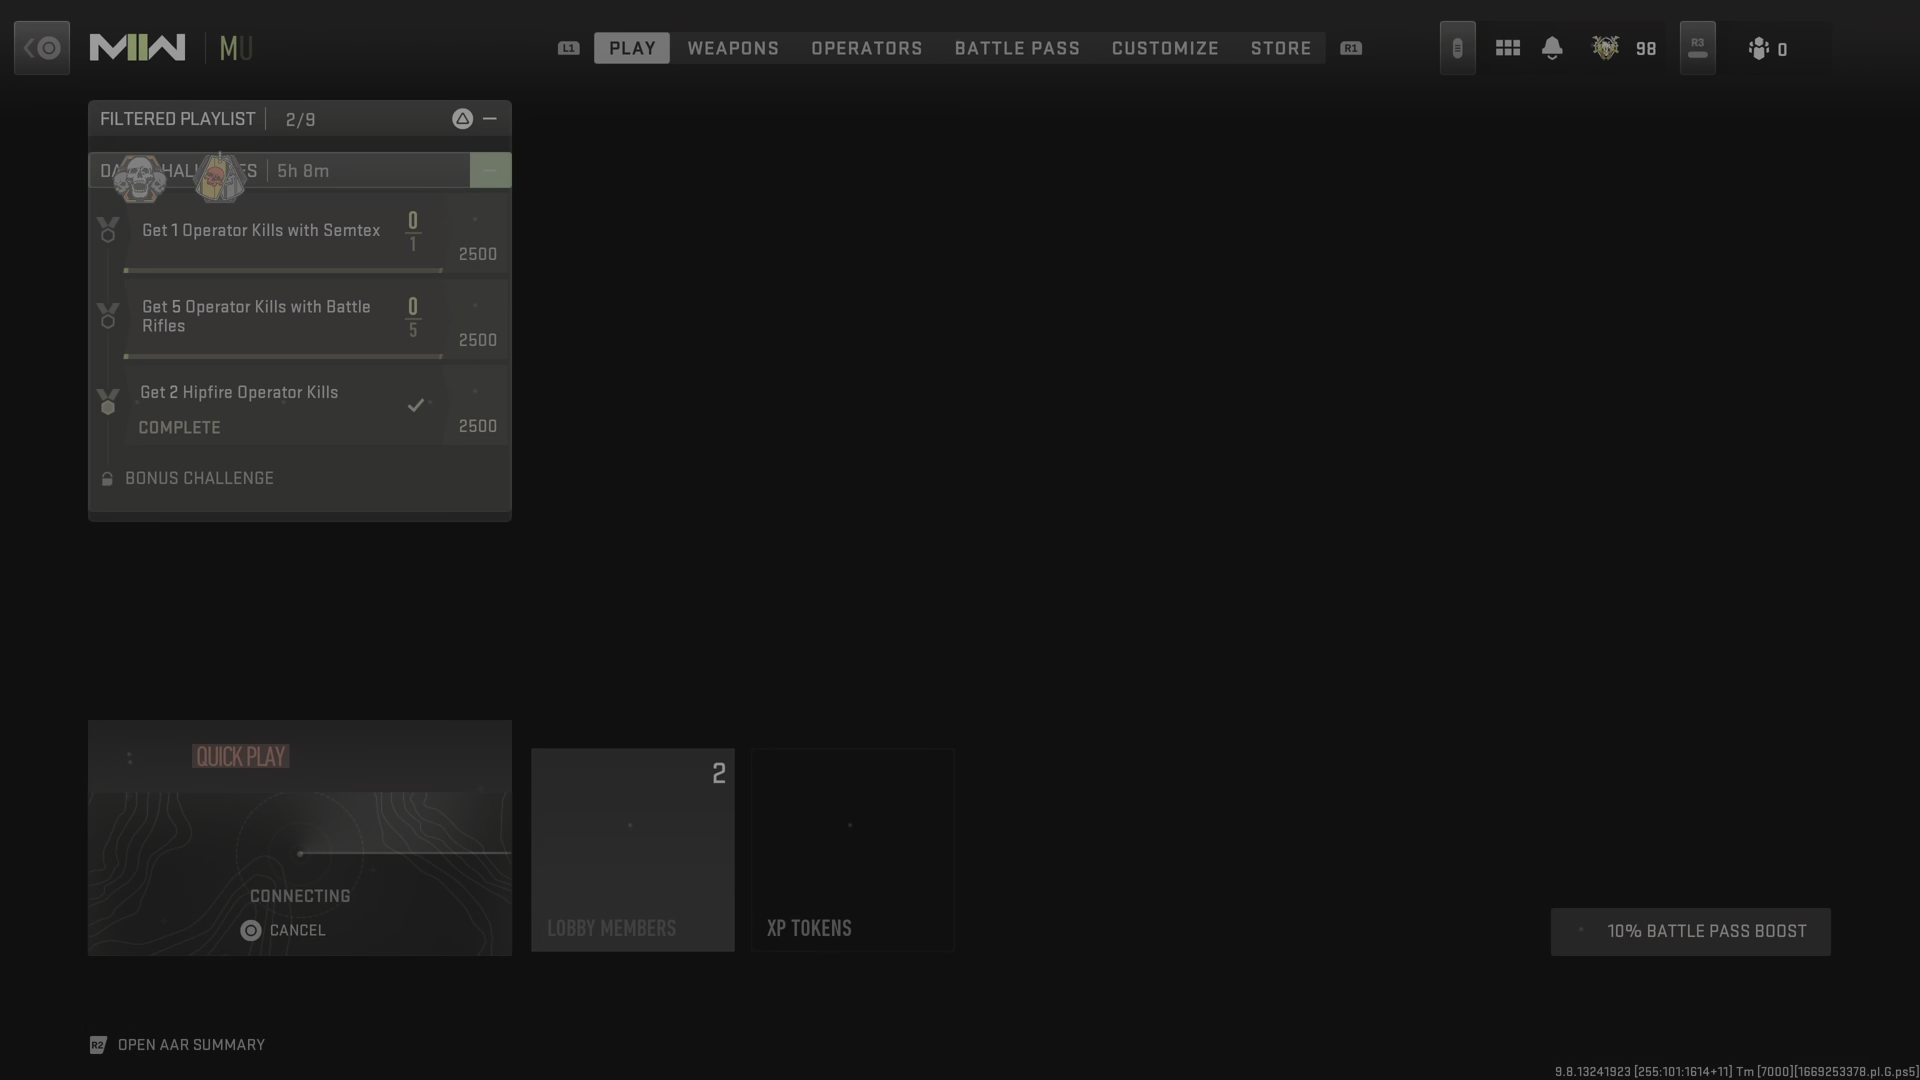 MWII MU
L1 PLAY WEAPONS OPERATORS BATTLE PASS CUSTOMIZE STORE R1
98 R3 0
FILTERED PLAYLIST 2/9
5h 8m
Get 1 Operator Kills with Semtex
0
1
2500
Get 5 Operator Kills with Battle
Rifles
0
5
2500
Get 2 Hipfire Operator Kills
COMPLETE
2500
BONUS CHALLENGE
QUICK PLAY
CONNECTING
CANCEL
2
LOBBY MEMBERS
XP TOKENS
10% BATTLE PASS BOOST
R2 OPEN AAR SUMMARY
9.8.13241923 [255:101:1614+11] Tm [7000][1669253378.pl.G.ps5]